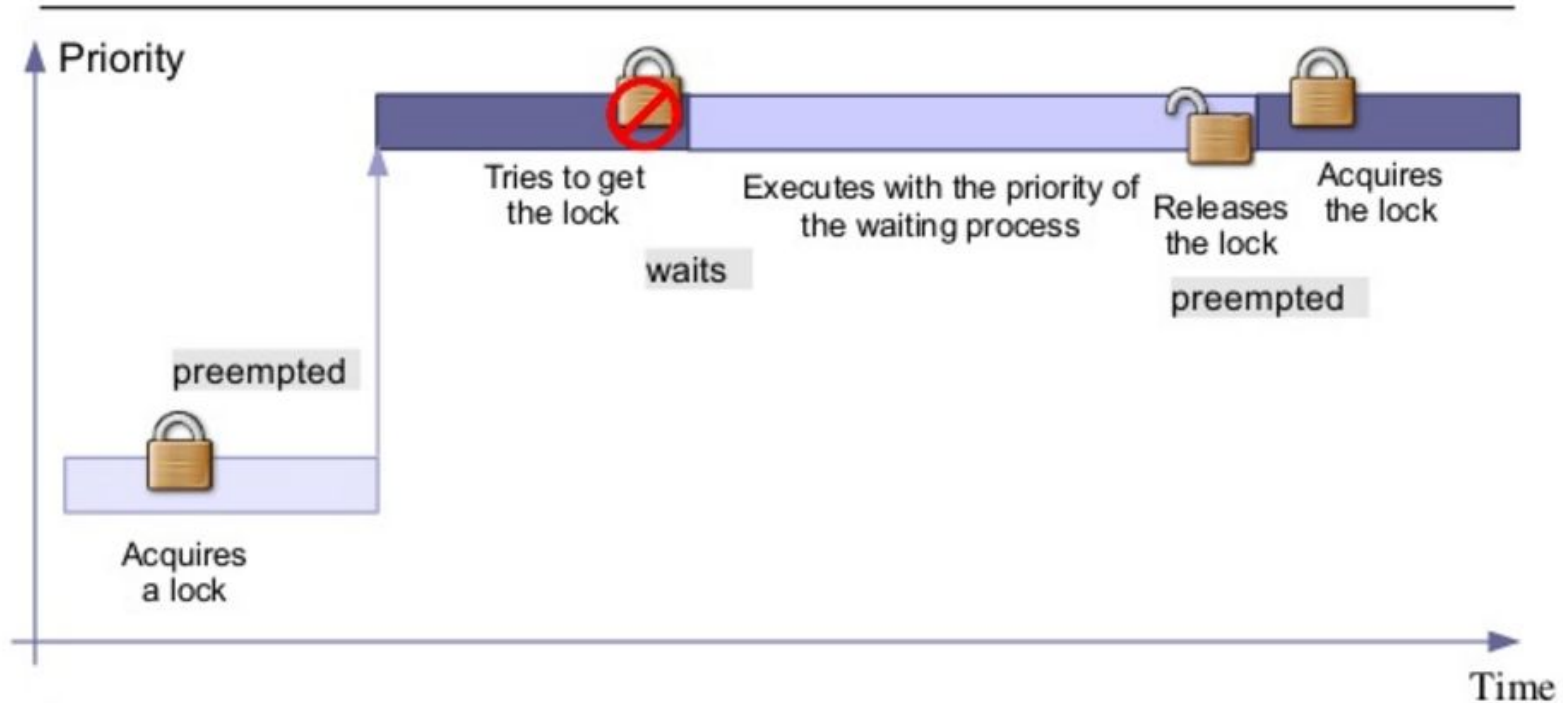 Priority
Tries to get
the lock
Executes with the priority of
the waiting process
Releases
the lock
Acquires
the lock
waits
preempted
preempted
Acquires
a lock
Time